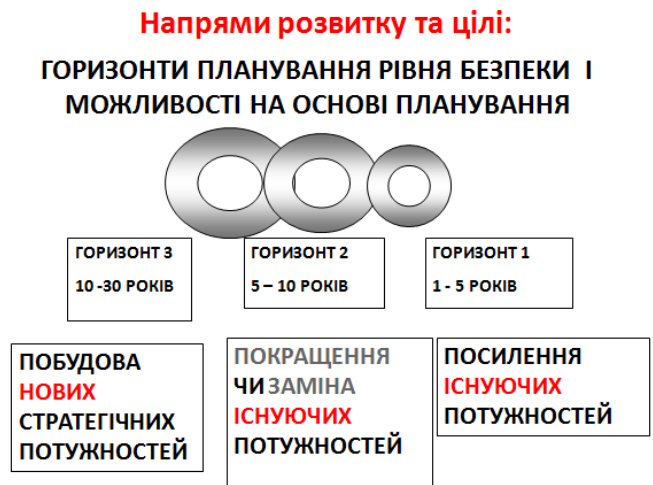 Напрями розвитку та цілі:
ГОРИЗОНТИ ПЛАНУВАННЯ РІВНЯ БЕЗПЕКИ І
МОЖЛИВОСТІ НА ОСНОВІ ПЛАНУВАННЯ
ГОРИЗОНТ 3
10 -30 РОКІВ
ГОРИЗОНТ 2
5 – 10 РОКІВ
ГОРИЗОНТ 1
1 - 5 РОКІВ
ПОБУДОВА
НОВИХ
СТРАТЕГІЧНИХ
ПОТУЖНОСТЕЙ
ПОКРАЩЕННЯ
ЧИ ЗАМІНА
ІСНУЮЧИХ
ПОТУЖНОСТЕЙ
ПОСИЛЕННЯ
ІСНУЮЧИХ
ПОТУЖНОСТЕЙ